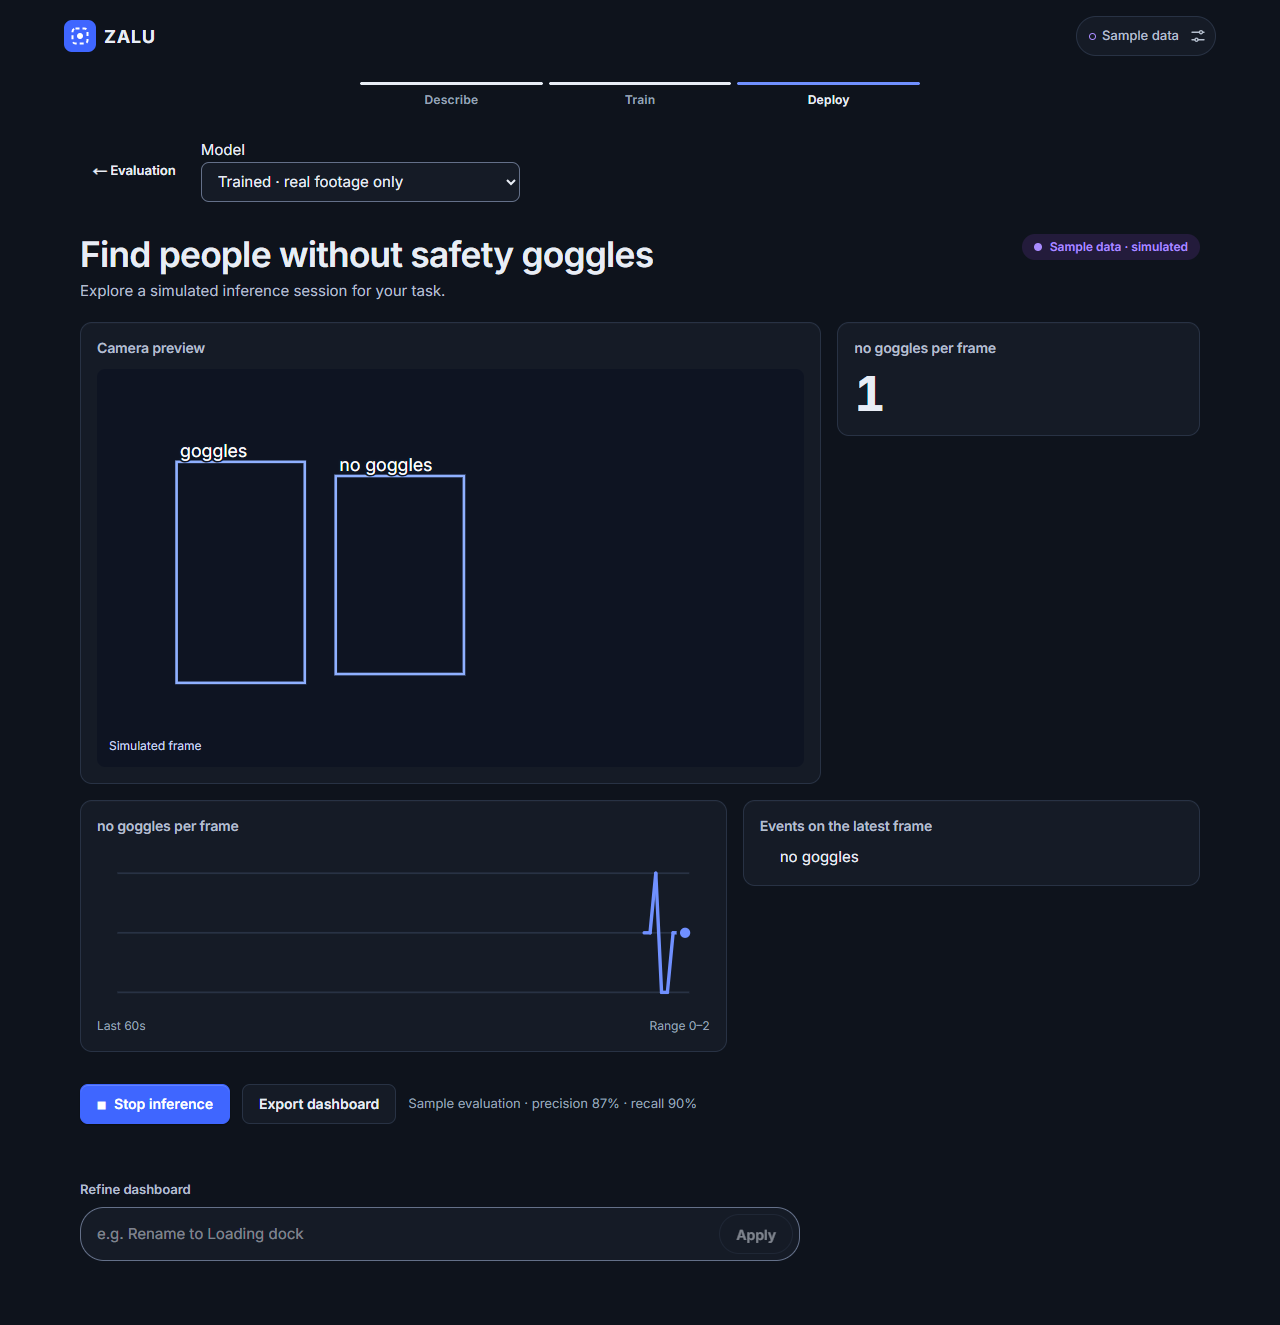 ZALU
Sample data
Describe
Train
Deploy
← Evaluation
Model
Trained · real footage only
Find people without safety goggles
Sample data · simulated
Explore a simulated inference session for your task.
Camera preview
goggles
no goggles
Simulated frame
no goggles per frame
1
no goggles per frame
Last 60s
Range 0–2
Events on the latest frame
no goggles
Stop inference
Export dashboard
Sample evaluation · precision 87% · recall 90%
Refine dashboard
e.g. Rename to Loading dock
Apply